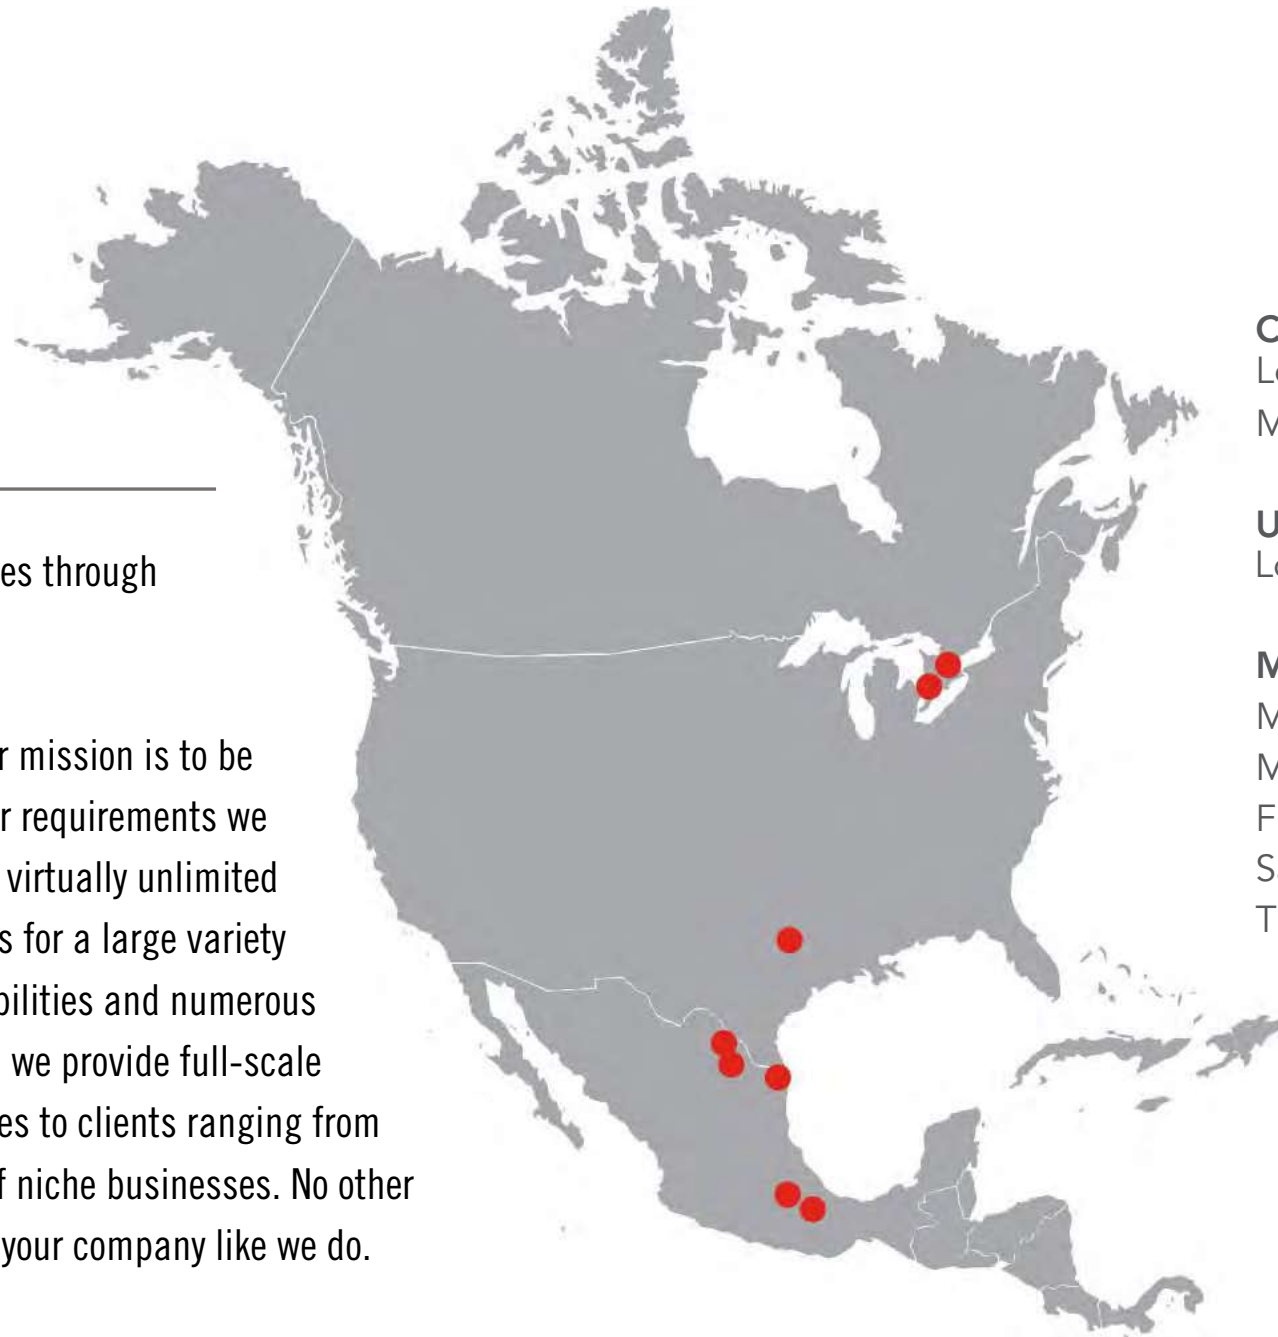 es through
r mission is to be
r requirements we
virtually unlimited
s for a large variety
bilities and numerous
we provide full-scale
es to clients ranging from
f niche businesses. No other
your company like we do.
C
L
M
U
L
M
M
M
F
S
T